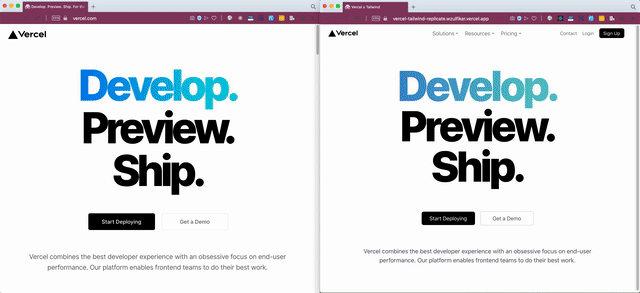 Develop. Preview. Ship. For the
vercel.com
Vercel
Develop.
Preview.
Ship.
Start Deploying
Get a Demo
Vercel combines the best developer experience with an obsessive focus on end-user
performance. Our platform enables frontend teams to do their best work.
Vercel x Tailwind
vercel-tailwind-replicate.wzulfikar.vercel.app
Vercel
Solutions
Resources
Pricing
Contact
Login
Sign Up
Develop.
Preview.
Ship.
Start Deploying
Get a Demo
Vercel combines the best developer experience with an obsessive focus on end-user
performance. Our platform enables frontend teams to do their best work.